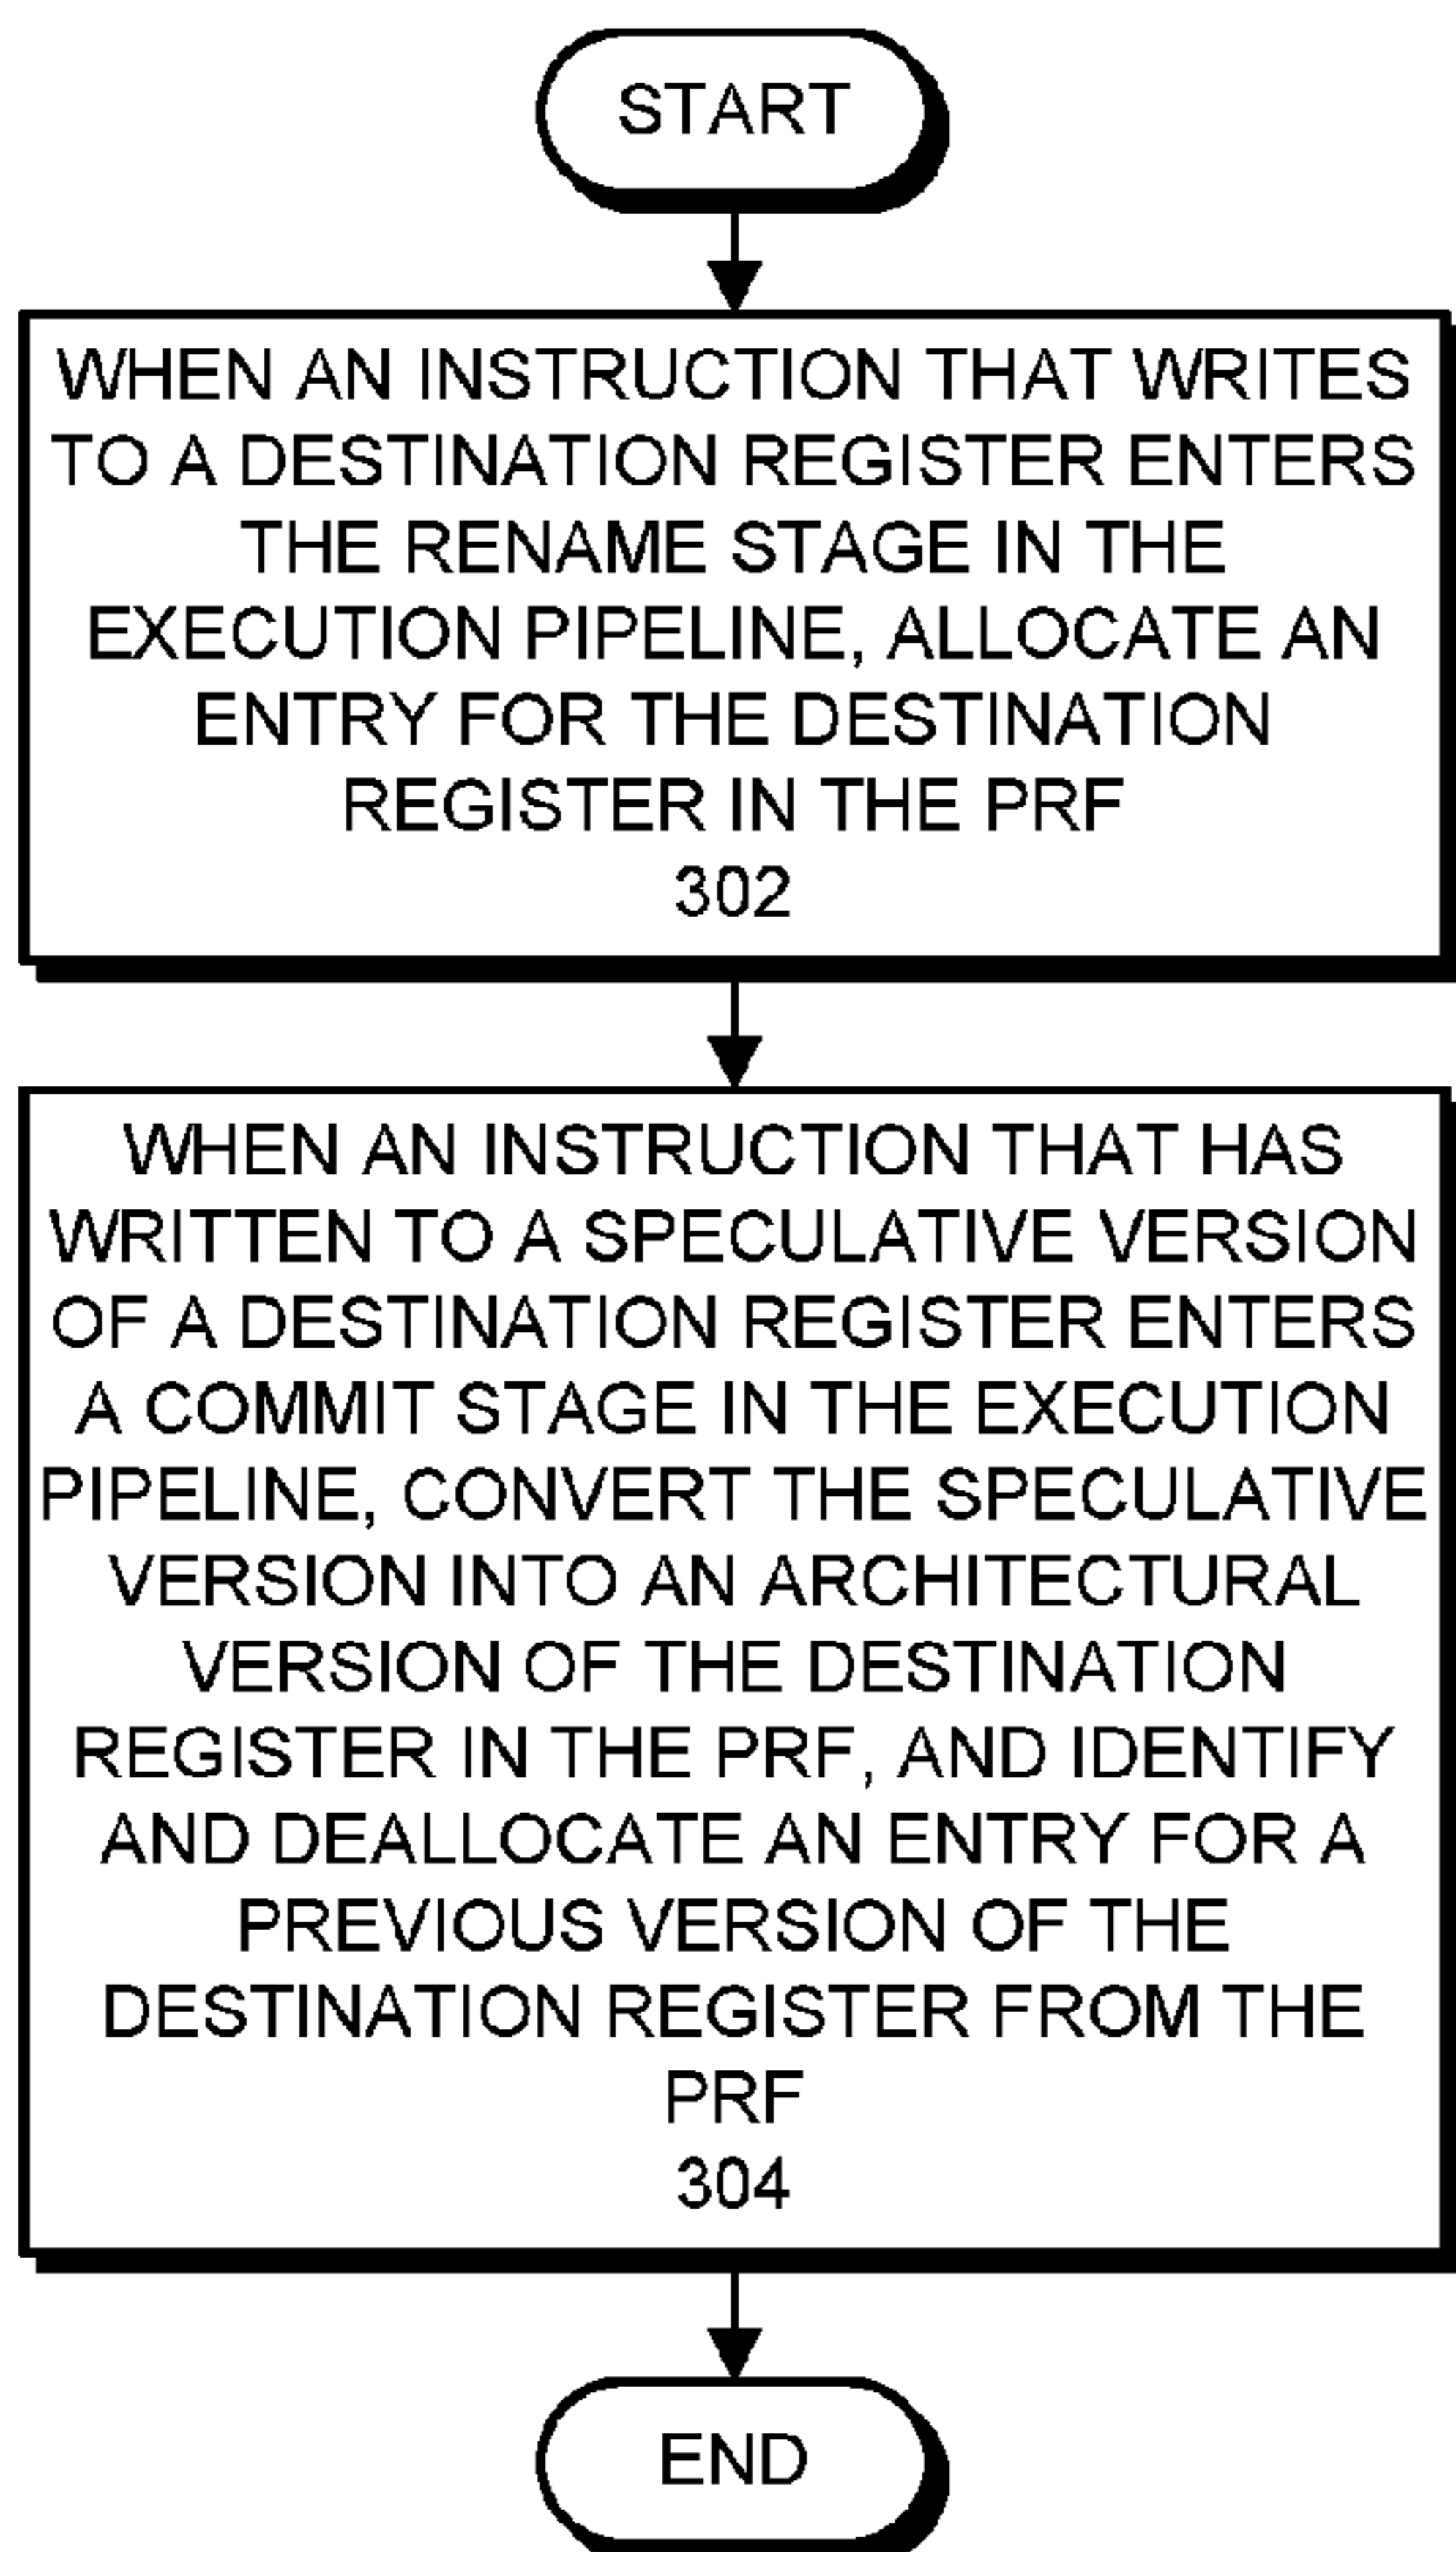 START
WHEN AN INSTRUCTION THAT WRITES
TO A DESTINATION REGISTER ENTERS
THE RENAME STAGE IN THE
EXECUTION PIPELINE, ALLOCATE AN
ENTRY FOR THE DESTINATION
REGISTER IN THE PRF
302
WHEN AN INSTRUCTION THAT HAS
WRITTEN TO A SPECULATIVE VERSION
OF A DESTINATION REGISTER ENTERS
A COMMIT STAGE IN THE EXECUTION
PIPELINE, CONVERT THE SPECULATIVE
VERSION INTO AN ARCHITECTURAL
VERSION OF THE DESTINATION
REGISTER IN THE PRF, AND IDENTIFY
AND DEALLOCATE AN ENTRY FOR A
PREVIOUS VERSION OF THE
DESTINATION REGISTER FROM THE
PRF
304
END